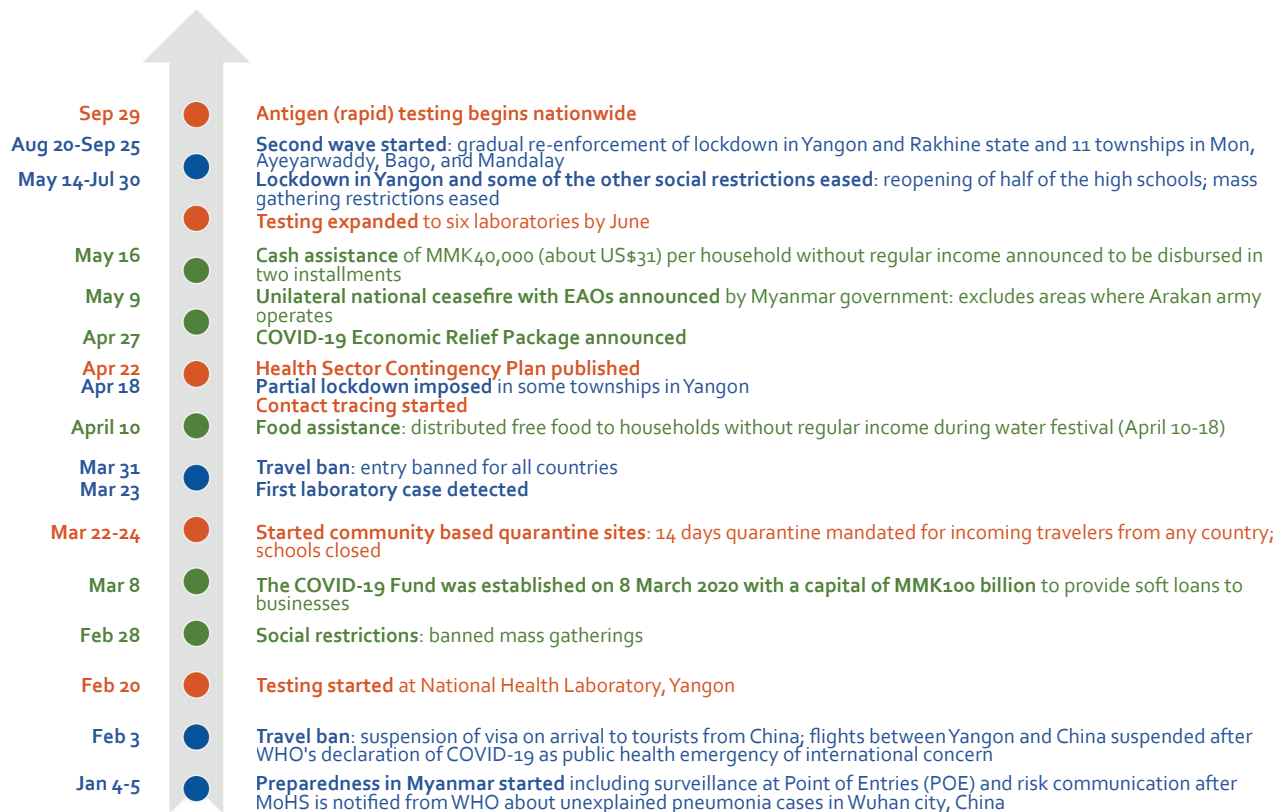 Sep 29 Antigen (rapid) testing begins nationwide
Aug 20-Sep 25 Second wave started: gradual re-enforcement of lockdown in Yangon and Rakhine state and 11 townships in Mon,
Ayeyarwaddy, Bago, and Mandalay
May 14-Jul 30 Lockdown in Yangon and some of the other social restrictions eased: reopening of half of the high schools; mass
gathering restrictions eased
Testing expanded to six laboratories by June
May 16 Cash assistance of MMK40,000 (about US$31) per household without regular income announced to be disbursed in
two installments
May 9 Unilateral national ceasefire with EAOs announced by Myanmar government: excludes areas where Arakan army
operates
Apr 27 COVID-19 Economic Relief Package announced
Apr 22 Health Sector Contingency Plan published
Apr 18 Partial lockdown imposed in some townships in Yangon
Contact tracing started
April 10 Food assistance: distributed free food to households without regular income during water festival (April 10-18)
Mar 31 Travel ban: entry banned for all countries
Mar 23 First laboratory case detected
Mar 22-24 Started community based quarantine sites: 14 days quarantine mandated for incoming travelers from any country;
schools closed
Mar 8 The COVID-19 Fund was established on 8 March 2020 with a capital of MMK100 billion to provide soft loans to
businesses
Feb 28 Social restrictions: banned mass gatherings
Feb 20 Testing started at National Health Laboratory, Yangon
Feb 3 Travel ban: suspension of visa on arrival to tourists from China; flights between Yangon and China suspended after
WHO's declaration of COVID-19 as public health emergency of international concern
Jan 4-5 Preparedness in Myanmar started including surveillance at Point of Entries (POE) and risk communication after
MoHS is notified from WHO about unexplained pneumonia cases in Wuhan city, China